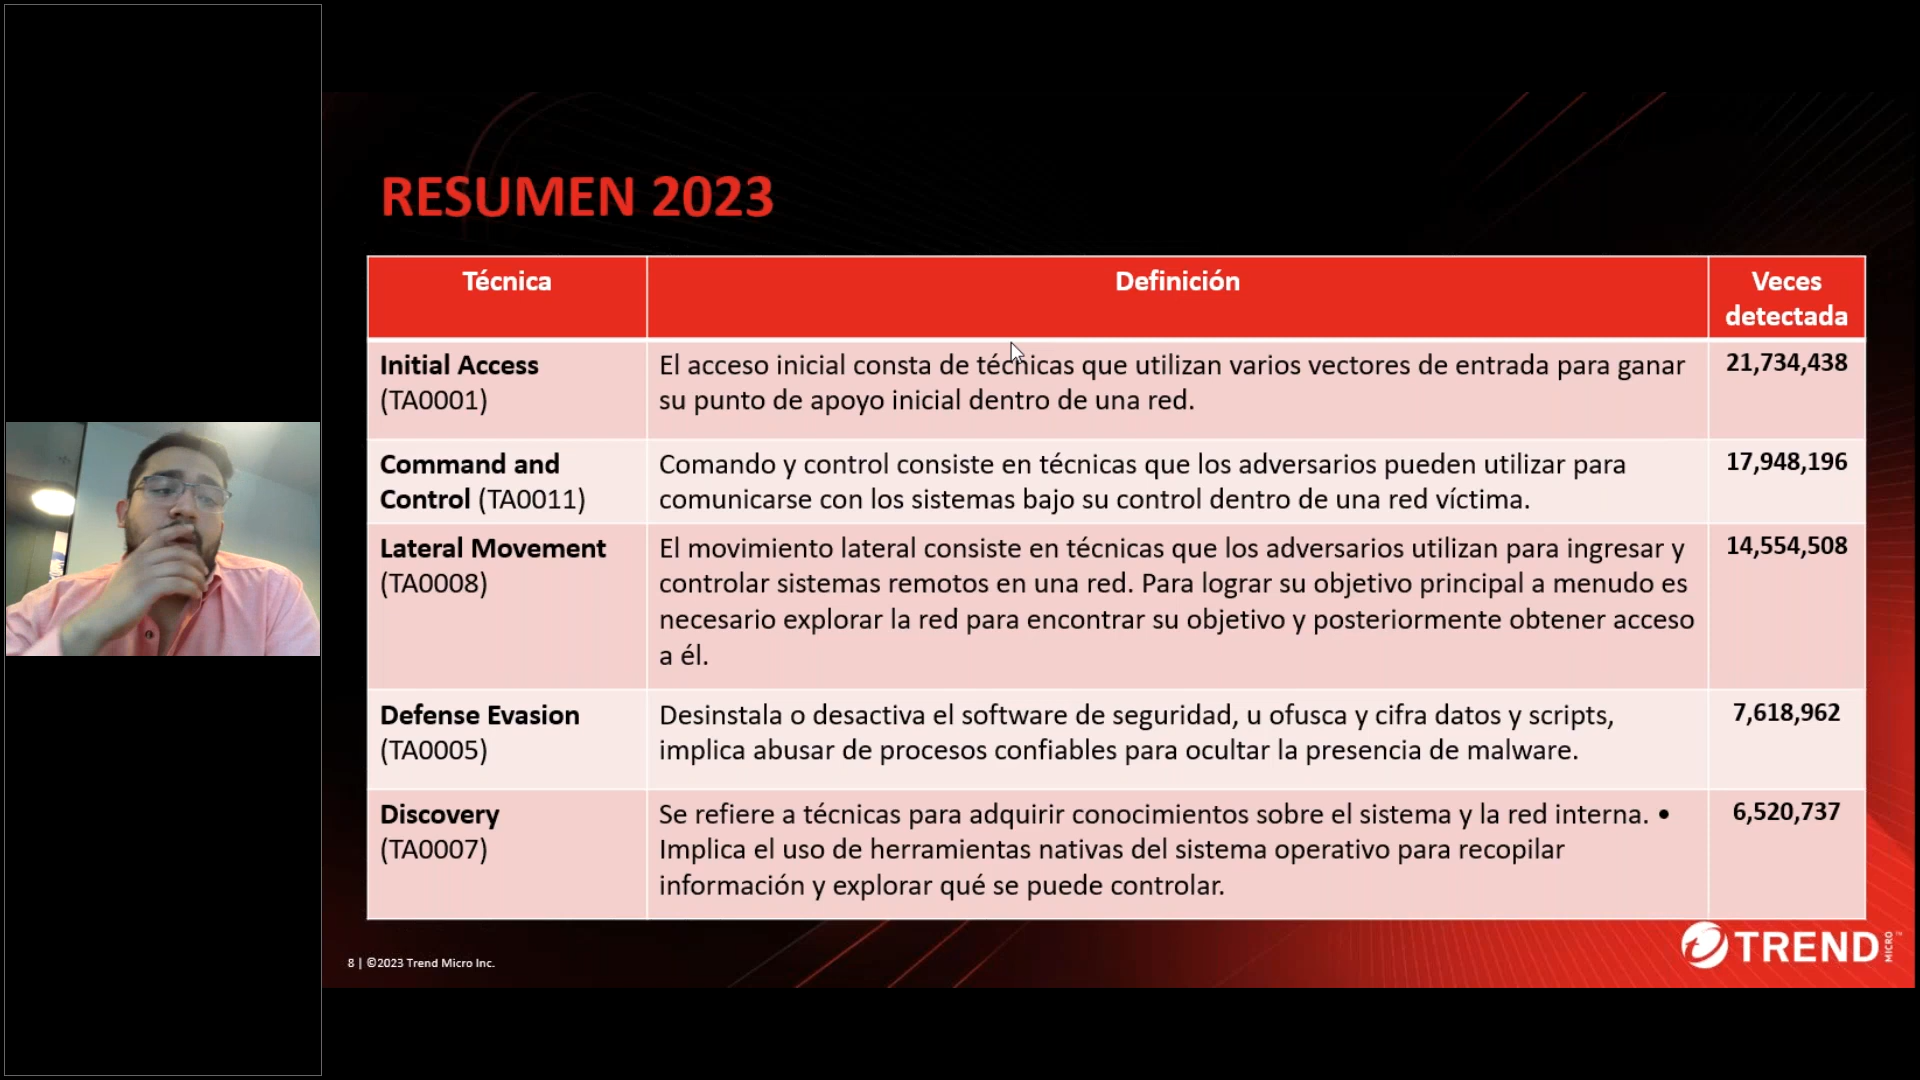 RESUMEN 2023
Técnica
Definición
Veces
detectada
Initial Access
(TA0001)
El acceso inicial consta de técnicas que utilizan varios vectores de entrada para ganar
su punto de apoyo inicial dentro de una red.
21,734,438
Command and
Control (TA0011)
Comando y control consiste en técnicas que los adversarios pueden utilizar para
comunicarse con los sistemas bajo su control dentro de una red víctima.
17,948,196
Lateral Movement
(TA0008)
El movimiento lateral consiste en técnicas que los adversarios utilizan para ingresar y
controlar sistemas remotos en una red. Para lograr su objetivo principal a menudo es
necesario explorar la red para encontrar su objetivo y posteriormente obtener acceso
a él.
14,554,508
Defense Evasion
(TA0005)
Desinstala o desactiva el software de seguridad, u ofusca y cifra datos y scripts,
implica abusar de procesos confiables para ocultar la presencia de malware.
7,618,962
Discovery
(TA0007)
Se refiere a técnicas para adquirir conocimientos sobre el sistema y la red interna. •
Implica el uso de herramientas nativas del sistema operativo para recopilar
información y explorar qué se puede controlar.
6,520,737
8 | ©2023 Trend Micro Inc.
TREND MICRO™